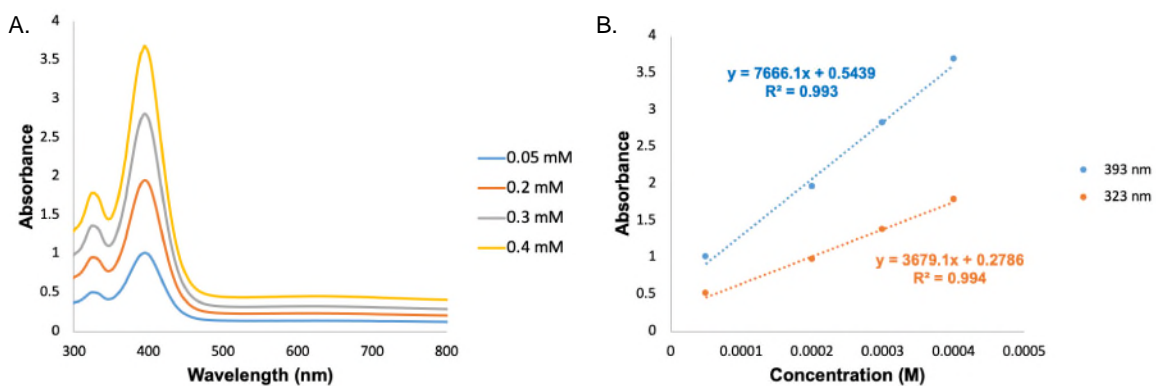 A.
4
3.5
3
2.5
2
1.5
1
0.5
0
Absorbance
300 400 500 600 700 800
Wavelength (nm)
0.05 mM
0.2 mM
0.3 mM
0.4 mM
B.
4
3.5
3
2.5
2
1.5
1
0.5
0
Absorbance
y = 7666.1x + 0.5439
R² = 0.993
y = 3679.1x + 0.2786
R² = 0.994
0 0.0001 0.0002 0.0003 0.0004 0.0005
Concentration (M)
393 nm
323 nm